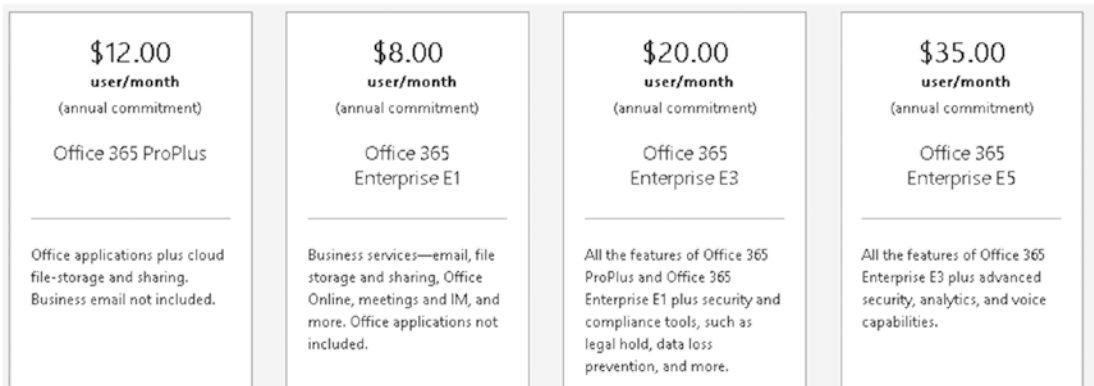 $12.00
user/month
(annual commitment)
Office 365 ProPlus
Office applications plus cloud
file-storage and sharing.
Business email not included.
$8.00
user/month
(annual commitment)
Office 365
Enterprise E1
Business services—email, file
storage and sharing, Office
Online, meetings and IM, and
more. Office applications not
included.
$20.00
user/month
(annual commitment)
Office 365
Enterprise E3
All the features of Office 365
ProPlus and Office 365
Enterprise E1 plus security and
compliance tools, such as
legal hold, data loss
prevention, and more.
$35.00
user/month
(annual commitment)
Office 365
Enterprise E5
All the features of Office 365
Enterprise E3 plus advanced
security, analytics, and voice
capabilities.